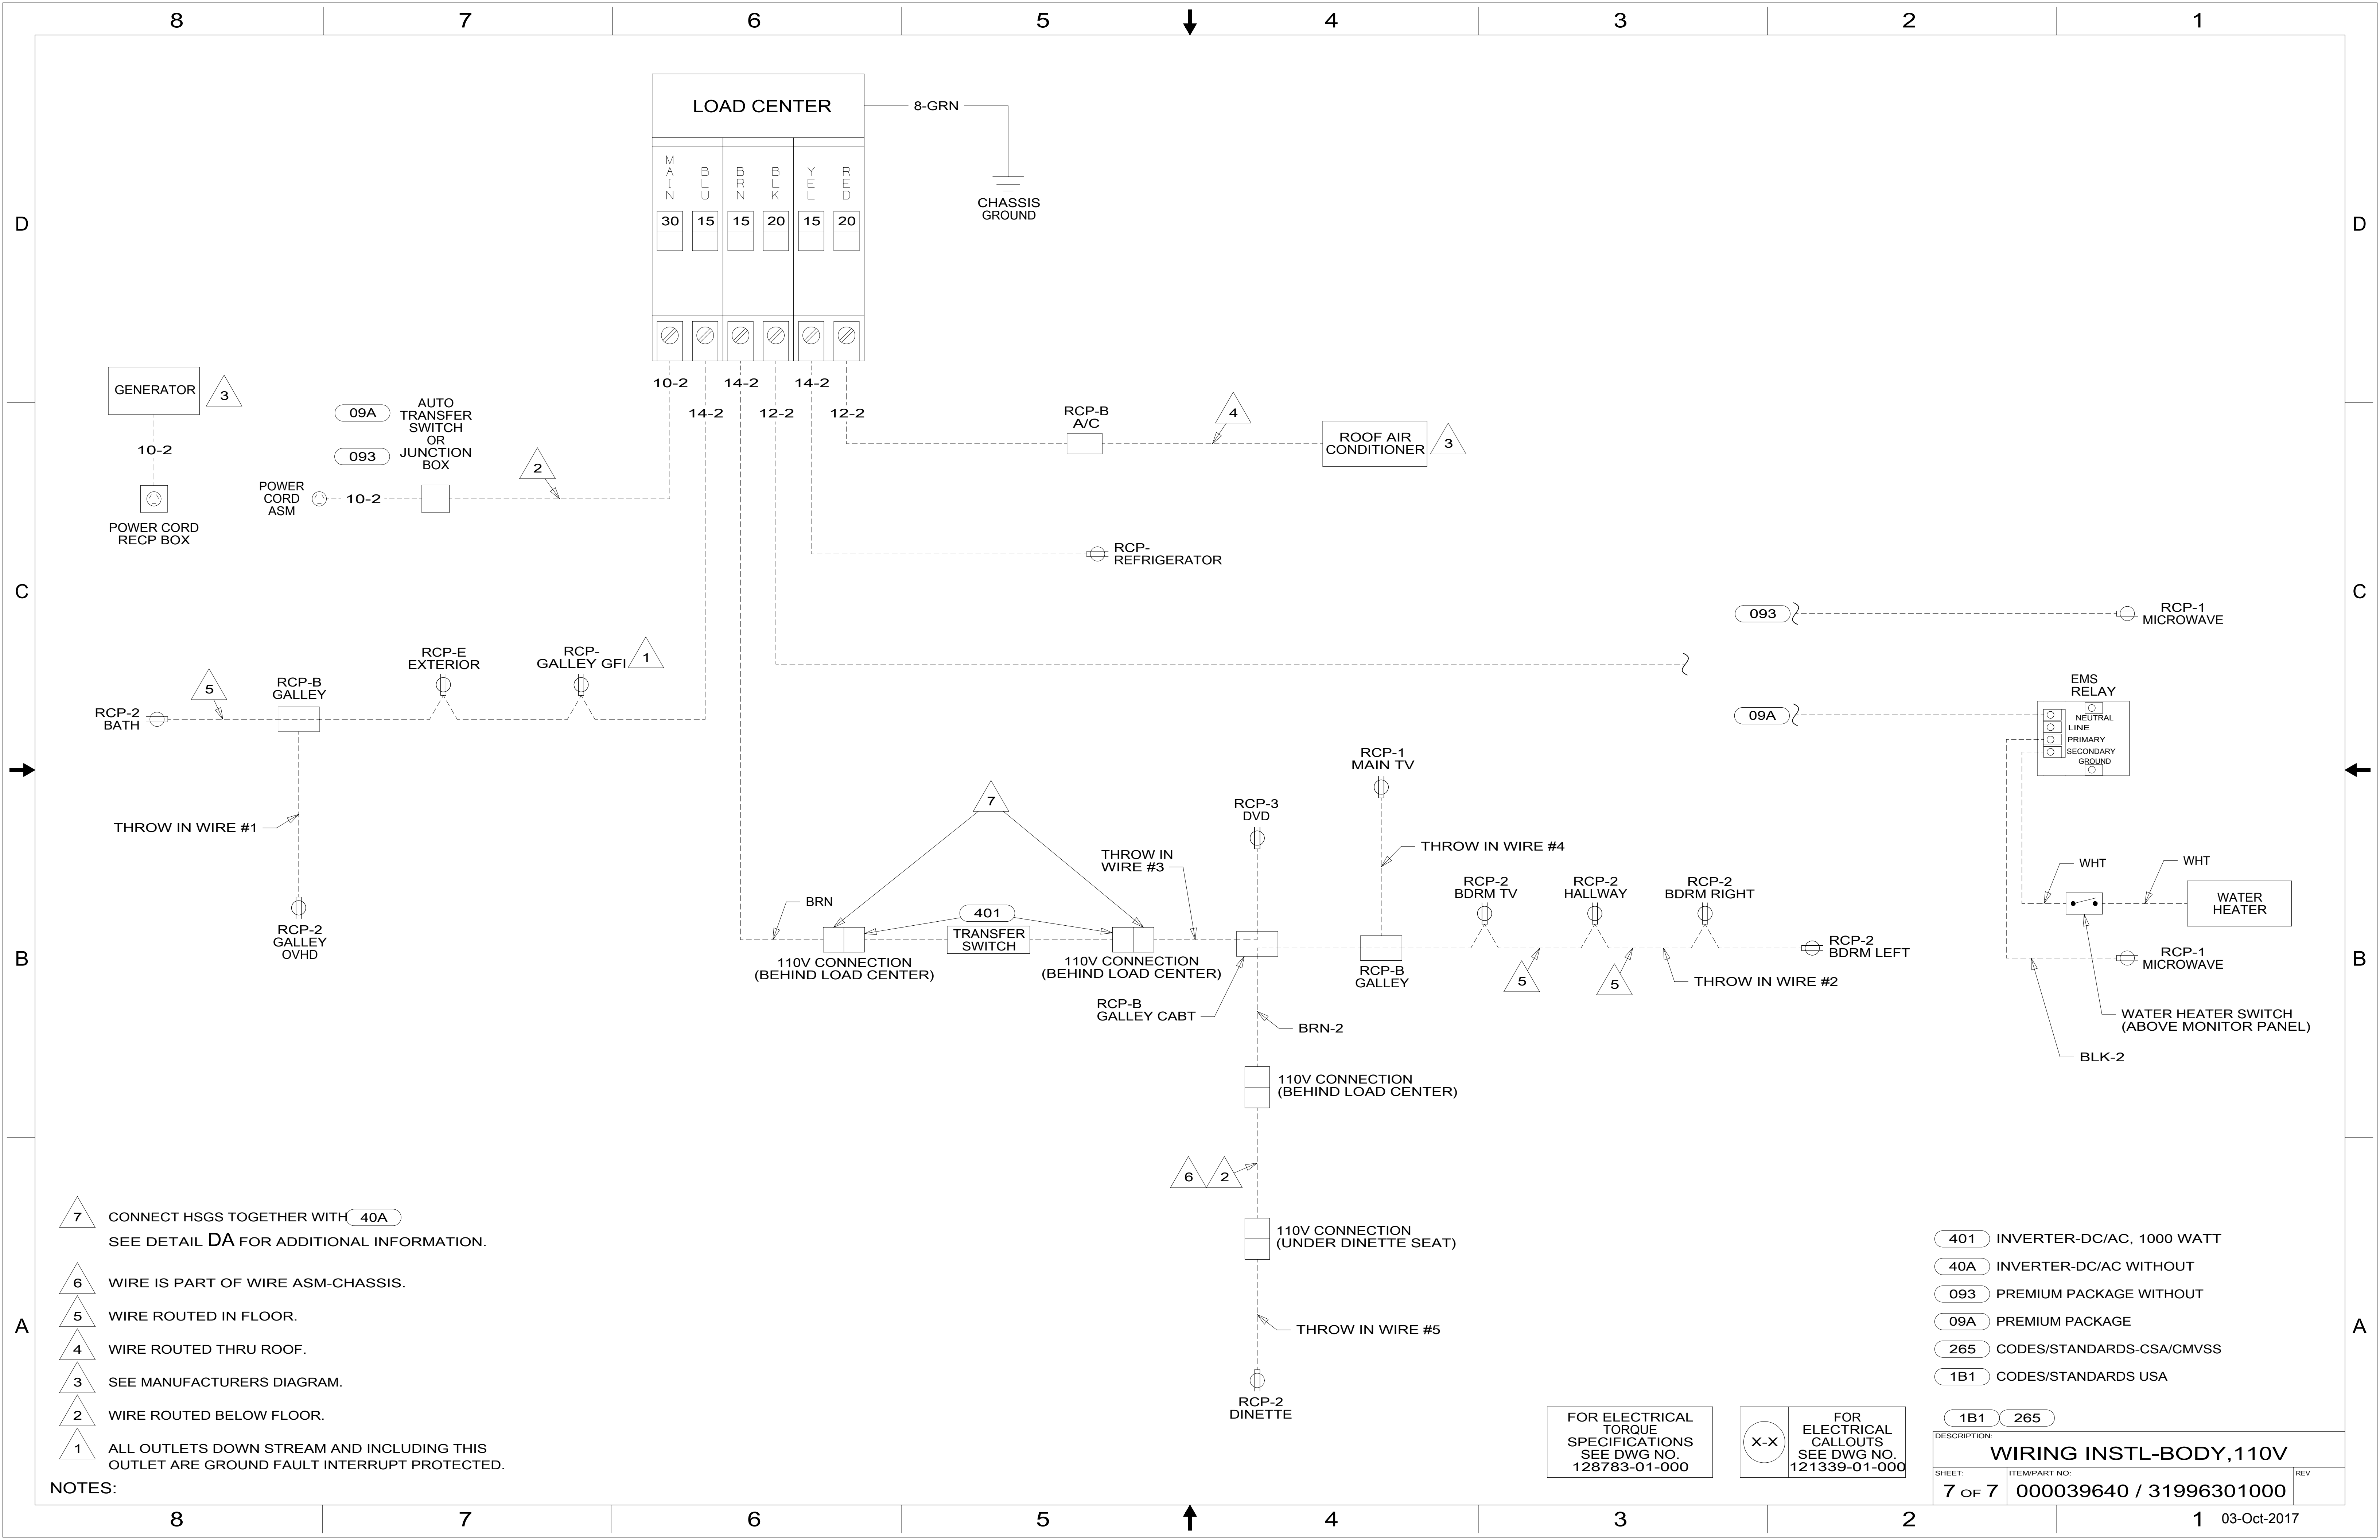 8 7 6 5 4 3 2 1
LOAD CENTER
8-GRN
CHASSIS
GROUND
MAIN BLU BRN BLK YEL RED
30 15 15 20 15 20
10-2 14-2 14-2
14-2 12-2 12-2
D
D
GENERATOR
3
10-2
POWER CORD
RECP BOX
09A
093
AUTO
TRANSFER
SWITCH
OR
JUNCTION
BOX
POWER
CORD
ASM
10-2
2
RCP-B
A/C
4
ROOF AIR
CONDITIONER
3
RCP-
REFRIGERATOR
C
C
093
RCP-1
MICROWAVE
RCP-2
BATH
5
RCP-B
GALLEY
RCP-E
EXTERIOR
RCP-
GALLEY GFI
1
THROW IN WIRE #1
RCP-2
GALLEY
OVHD
09A
EMS
RELAY
NEUTRAL
LINE
PRIMARY
SECONDARY
GROUND
RCP-1
MAIN TV
7
RCP-3
DVD
THROW IN
WIRE #3
THROW IN WIRE #4
BRN
401
TRANSFER
SWITCH
110V CONNECTION
(BEHIND LOAD CENTER)
110V CONNECTION
(BEHIND LOAD CENTER)
RCP-B
GALLEY CABT
RCP-B
GALLEY
RCP-2
BDRM TV
RCP-2
HALLWAY
RCP-2
BDRM RIGHT
RCP-2
BDRM LEFT
5
5
THROW IN WIRE #2
WHT
WHT
WATER
HEATER
RCP-1
MICROWAVE
WATER HEATER SWITCH
(ABOVE MONITOR PANEL)
BLK-2
B
B
BRN-2
110V CONNECTION
(BEHIND LOAD CENTER)
6 2
110V CONNECTION
(UNDER DINETTE SEAT)
THROW IN WIRE #5
RCP-2
DINETTE
A
A
7 CONNECT HSGS TOGETHER WITH 40A
SEE DETAIL DA FOR ADDITIONAL INFORMATION.
6 WIRE IS PART OF WIRE ASM-CHASSIS.
5 WIRE ROUTED IN FLOOR.
4 WIRE ROUTED THRU ROOF.
3 SEE MANUFACTURERS DIAGRAM.
2 WIRE ROUTED BELOW FLOOR.
1 ALL OUTLETS DOWN STREAM AND INCLUDING THIS
OUTLET ARE GROUND FAULT INTERRUPT PROTECTED.
NOTES:
401 INVERTER-DC/AC, 1000 WATT
40A INVERTER-DC/AC WITHOUT
093 PREMIUM PACKAGE WITHOUT
09A PREMIUM PACKAGE
265 CODES/STANDARDS-CSA/CMVSS
1B1 CODES/STANDARDS USA
FOR ELECTRICAL
TORQUE
SPECIFICATIONS
SEE DWG NO.
128783-01-000
X-X
FOR
ELECTRICAL
CALLOUTS
SEE DWG NO.
121339-01-000
1B1 265
DESCRIPTION:
WIRING INSTL-BODY,110V
SHEET: ITEM/PART NO: REV
7 OF 7 000039640 / 31996301000
8 7 6 5 4 3 2 1
03-Oct-2017